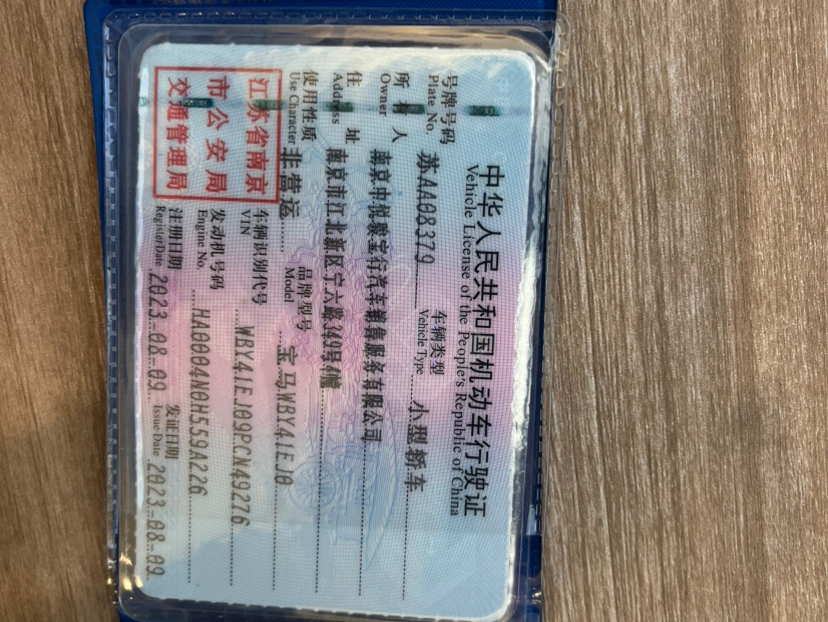 中华人民共和国机动车行驶证
Vehicle License of the People's Republic of China
号牌号码 苏AA08379 车辆类型 小型轿车
Plate No. Vehicle Type
所有人 南京中悦骏宝行汽车销售服务有限公司
Owner
住址 南京市江北新区宁六路349号4幢
Address
使用性质 非营运 品牌型号 宝马WBY41EJ0
Use Character Model
江苏省南京
市公安局
交通管理局
车辆识别代号 WBY41EJ09PCN49276
VIN
发动机号码 HA0004N0H559A226
Engine No.
注册日期 2023-08-09 发证日期 2023-08-09
Register Date Issue Date